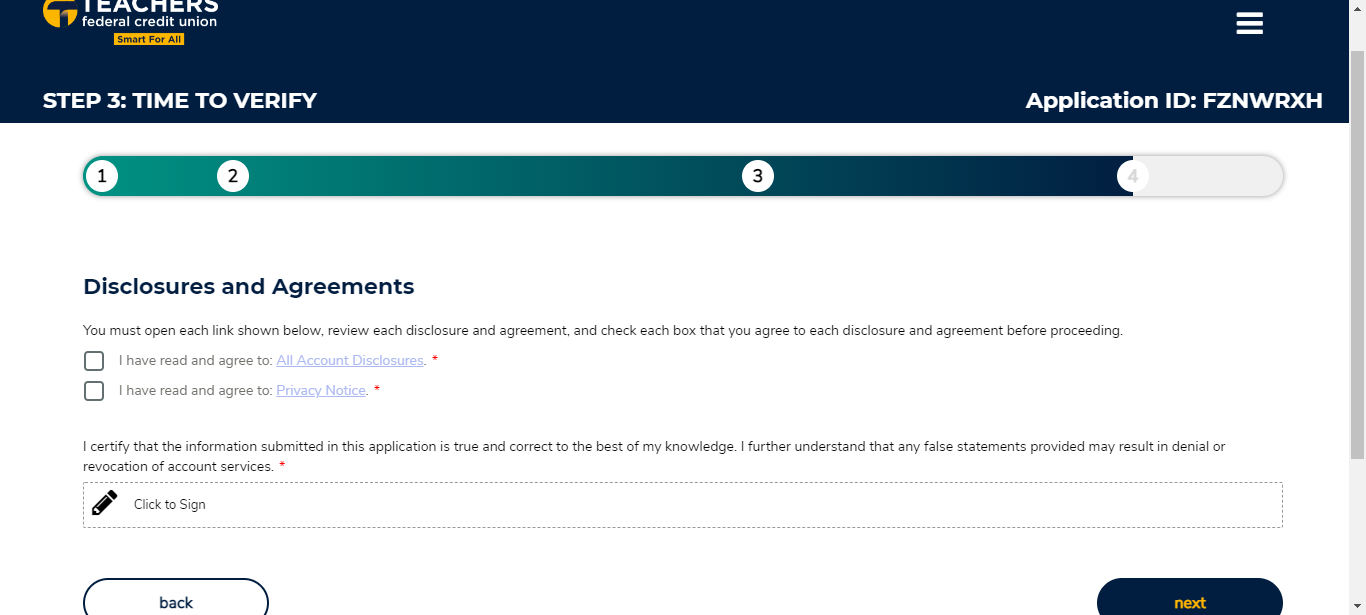 TEACHERS
federal credit union
Smart For All
STEP 3: TIME TO VERIFY
Application ID: FZNWRXH
1 2 3 4
Disclosures and Agreements
You must open each link shown below, review each disclosure and agreement, and check each box that you agree to each disclosure and agreement before proceeding.
I have read and agree to: All Account Disclosures. *
I have read and agree to: Privacy Notice. *
I certify that the information submitted in this application is true and correct to the best of my knowledge. I further understand that any false statements provided may result in denial or
revocation of account services. *
Click to Sign
back
next